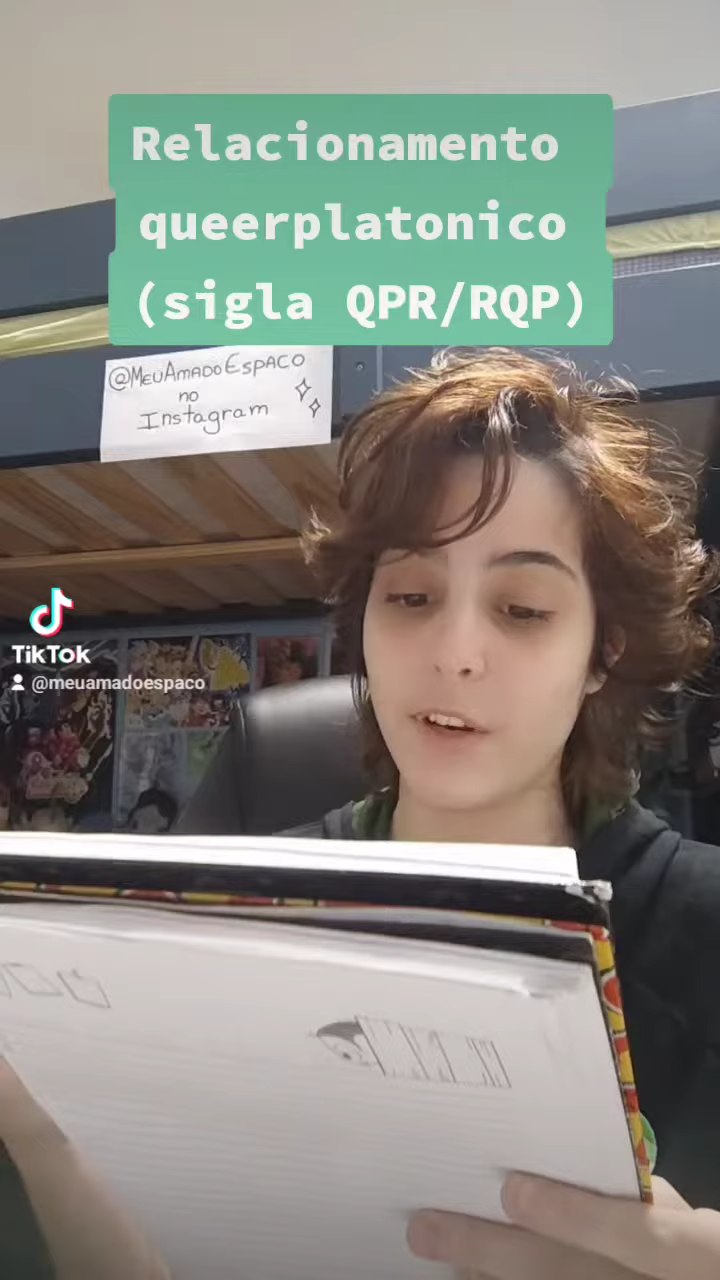 Relacionamento
queerplatonico
(sigla QPR/RQP)
@MEUAMADOESPACO
no
Instagram
TikTok
@meuamadoespaco